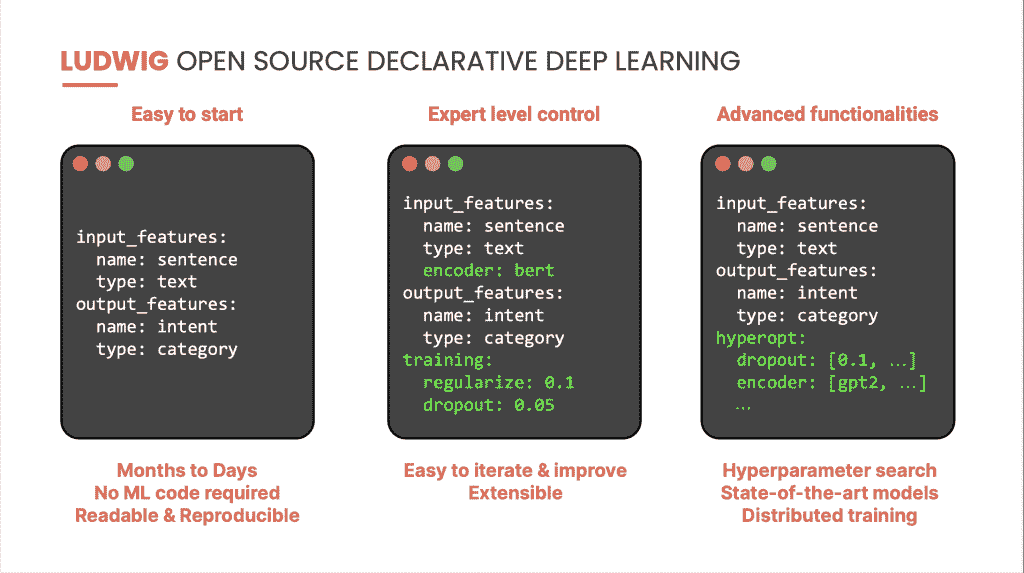 LUDWIG OPEN SOURCE DECLARATIVE DEEP LEARNING
Easy to start
input_features:
  name: sentence
  type: text
output_features:
  name: intent
  type: category
Months to Days
No ML code required
Readable & Reproducible
Expert level control
input_features:
  name: sentence
  type: text
  encoder: bert
output_features:
  name: intent
  type: category
training:
  regularize: 0.1
  dropout: 0.05
Easy to iterate & improve
Extensible
Advanced functionalities
input_features:
  name: sentence
  type: text
output_features:
  name: intent
  type: category
hyperopt:
  dropout: [0.1, …]
  encoder: [gpt2, …]
  …
Hyperparameter search
State-of-the-art models
Distributed training